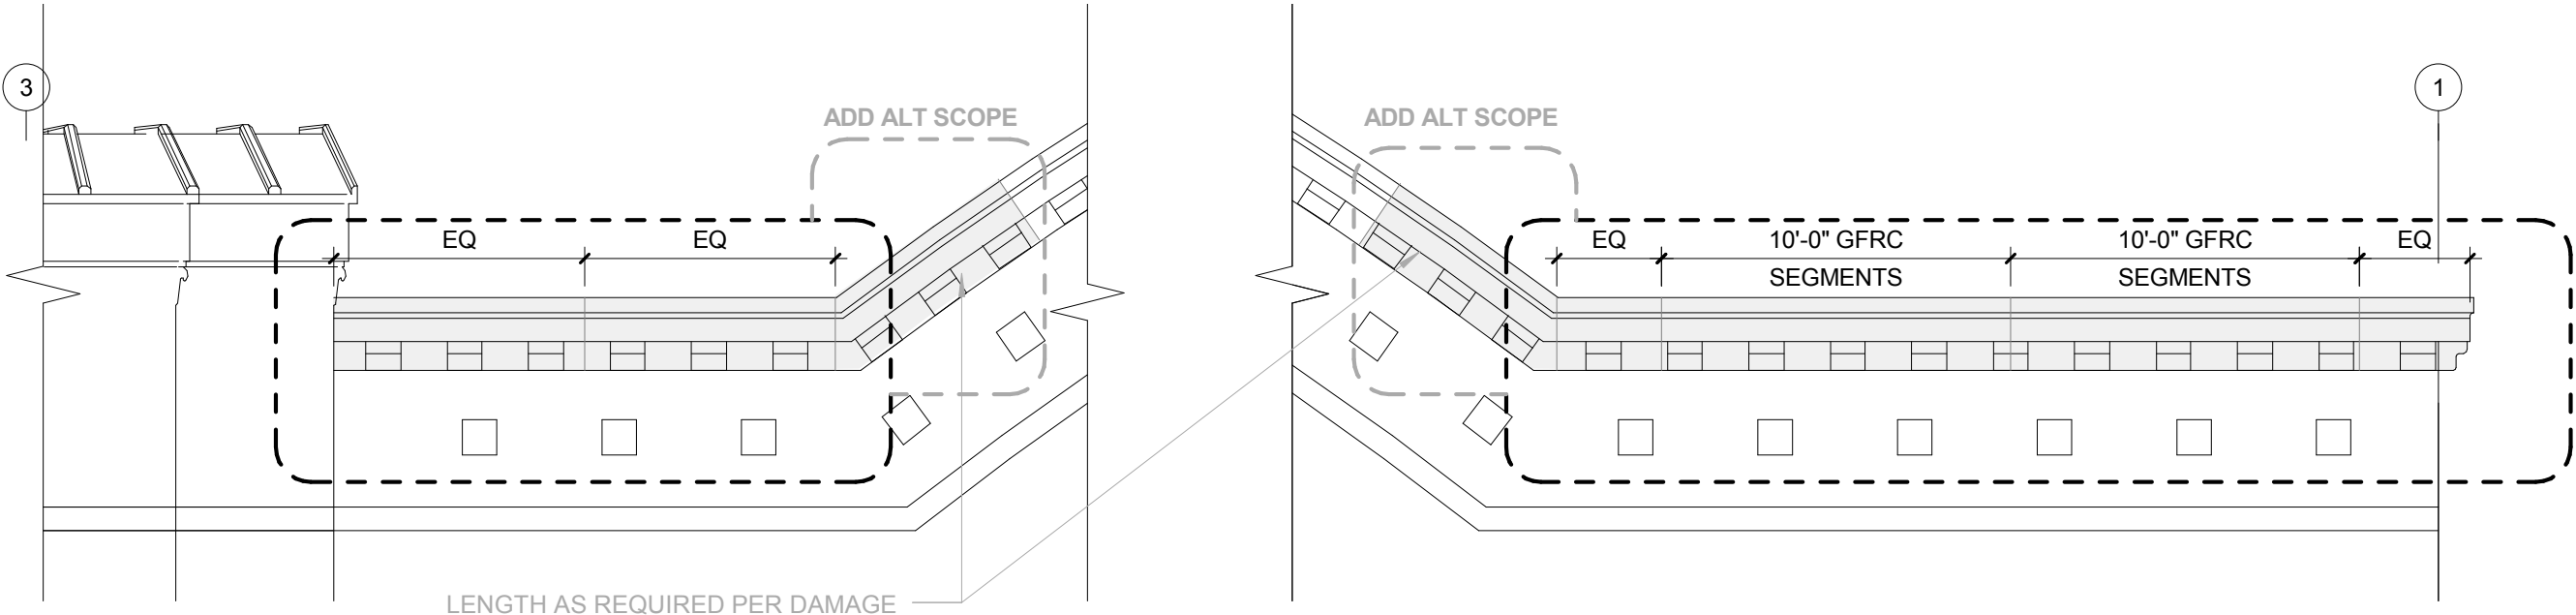 3
ADD ALT SCOPE
ADD ALT SCOPE
1
EQ
EQ
EQ
10'-0" GFRC
SEGMENTS
10'-0" GFRC
SEGMENTS
EQ
LENGTH AS REQUIRED PER DAMAGE